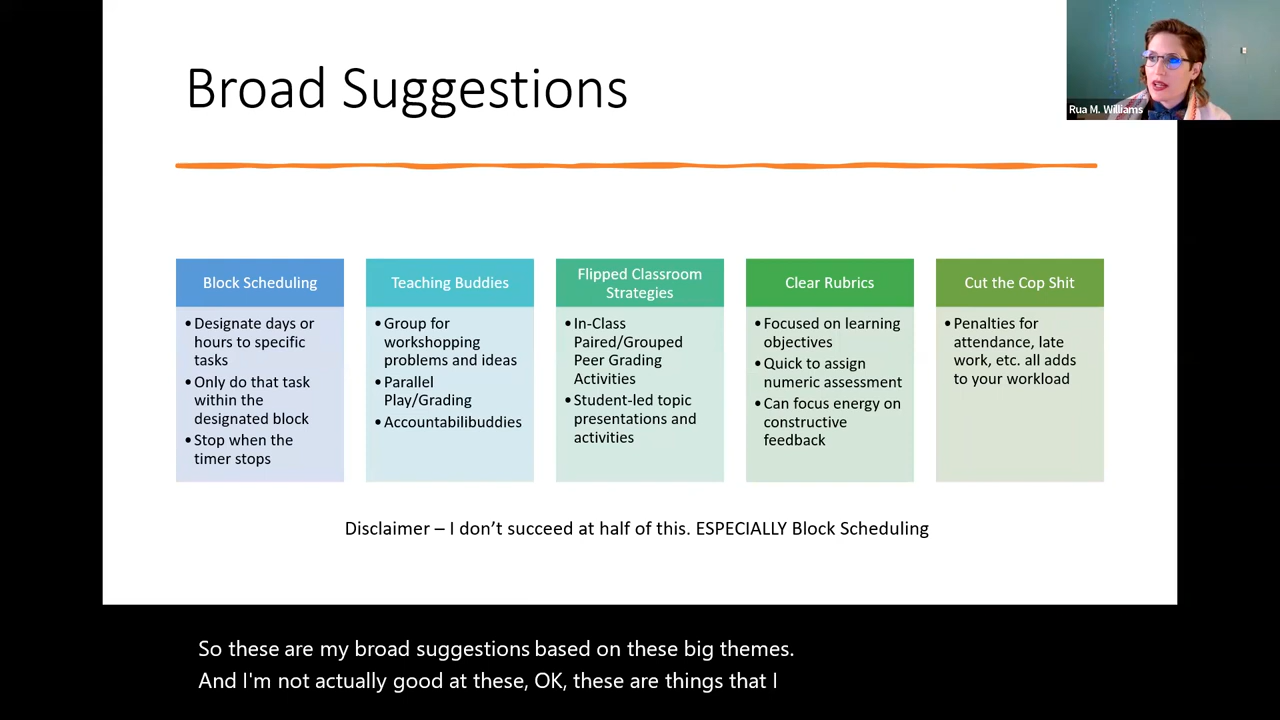 Broad Suggestions
Rua M. Williams
Block Scheduling
•Designate days or
hours to specific
tasks
•Only do that task
within the
designated block
•Stop when the
timer stops
Teaching Buddies
•Group for
workshopping
problems and ideas
•Parallel
Play/Grading
•Accountabilibuddies
Flipped Classroom
Strategies
•In-Class
Paired/Grouped
Peer Grading
Activities
•Student-led topic
presentations and
activities
Clear Rubrics
•Focused on learning
objectives
•Quick to assign
numeric assessment
•Can focus energy on
constructive
feedback
Cut the Cop Shit
•Penalties for
attendance, late
work, etc. all adds
to your workload
Disclaimer – I don’t succeed at half of this. ESPECIALLY Block Scheduling
So these are my broad suggestions based on these big themes.
And I'm not actually good at these, OK, these are things that I